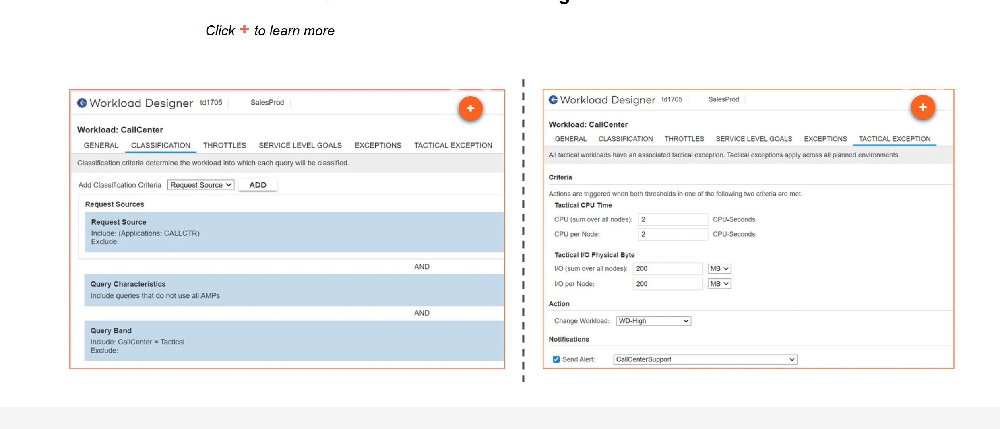 Click + to learn more
Workload Designer td1705 SalesProd
Workload: CallCenter
GENERAL CLASSIFICATION THROTTLES SERVICE LEVEL GOALS EXCEPTIONS TACTICAL EXCEPTION
Classification criteria determine the workload into which each query will be classified.
Add Classification Criteria Request Source ADD
Request Sources
Request Source
Include: (Applications: CALLCTR)
Exclude:
AND
Query Characteristics
Include queries that do not use all AMPs
AND
Query Band
Include: CallCenter = Tactical
Exclude:
Workload Designer td1705 SalesProd
Workload: CallCenter
GENERAL CLASSIFICATION THROTTLES SERVICE LEVEL GOALS EXCEPTIONS TACTICAL EXCEPTION
All tactical workloads have an associated tactical exception. Tactical exceptions apply across all planned environments.
Criteria
Actions are triggered when both thresholds in one of the following two criteria are met.
Tactical CPU Time
CPU (sum over all nodes): 2 CPU-Seconds
CPU per Node: 2 CPU-Seconds
Tactical I/O Physical Byte
I/O (sum over all nodes): 200 MB
I/O per Node: 200 MB
Action
Change Workload: WD-High
Notifications
Send Alert: CallCenterSupport